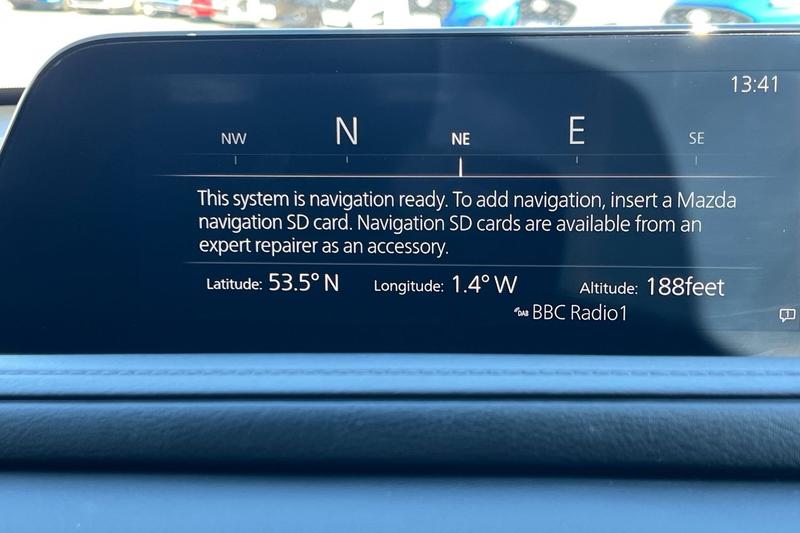 13:41
NW N NE E SE
This system is navigation ready. To add navigation, insert a Mazda
navigation SD card. Navigation SD cards are available from an
expert repairer as an accessory.
Latitude: 53.5° N Longitude: 1.4° W Altitude: 188feet
DAB BBC Radio1